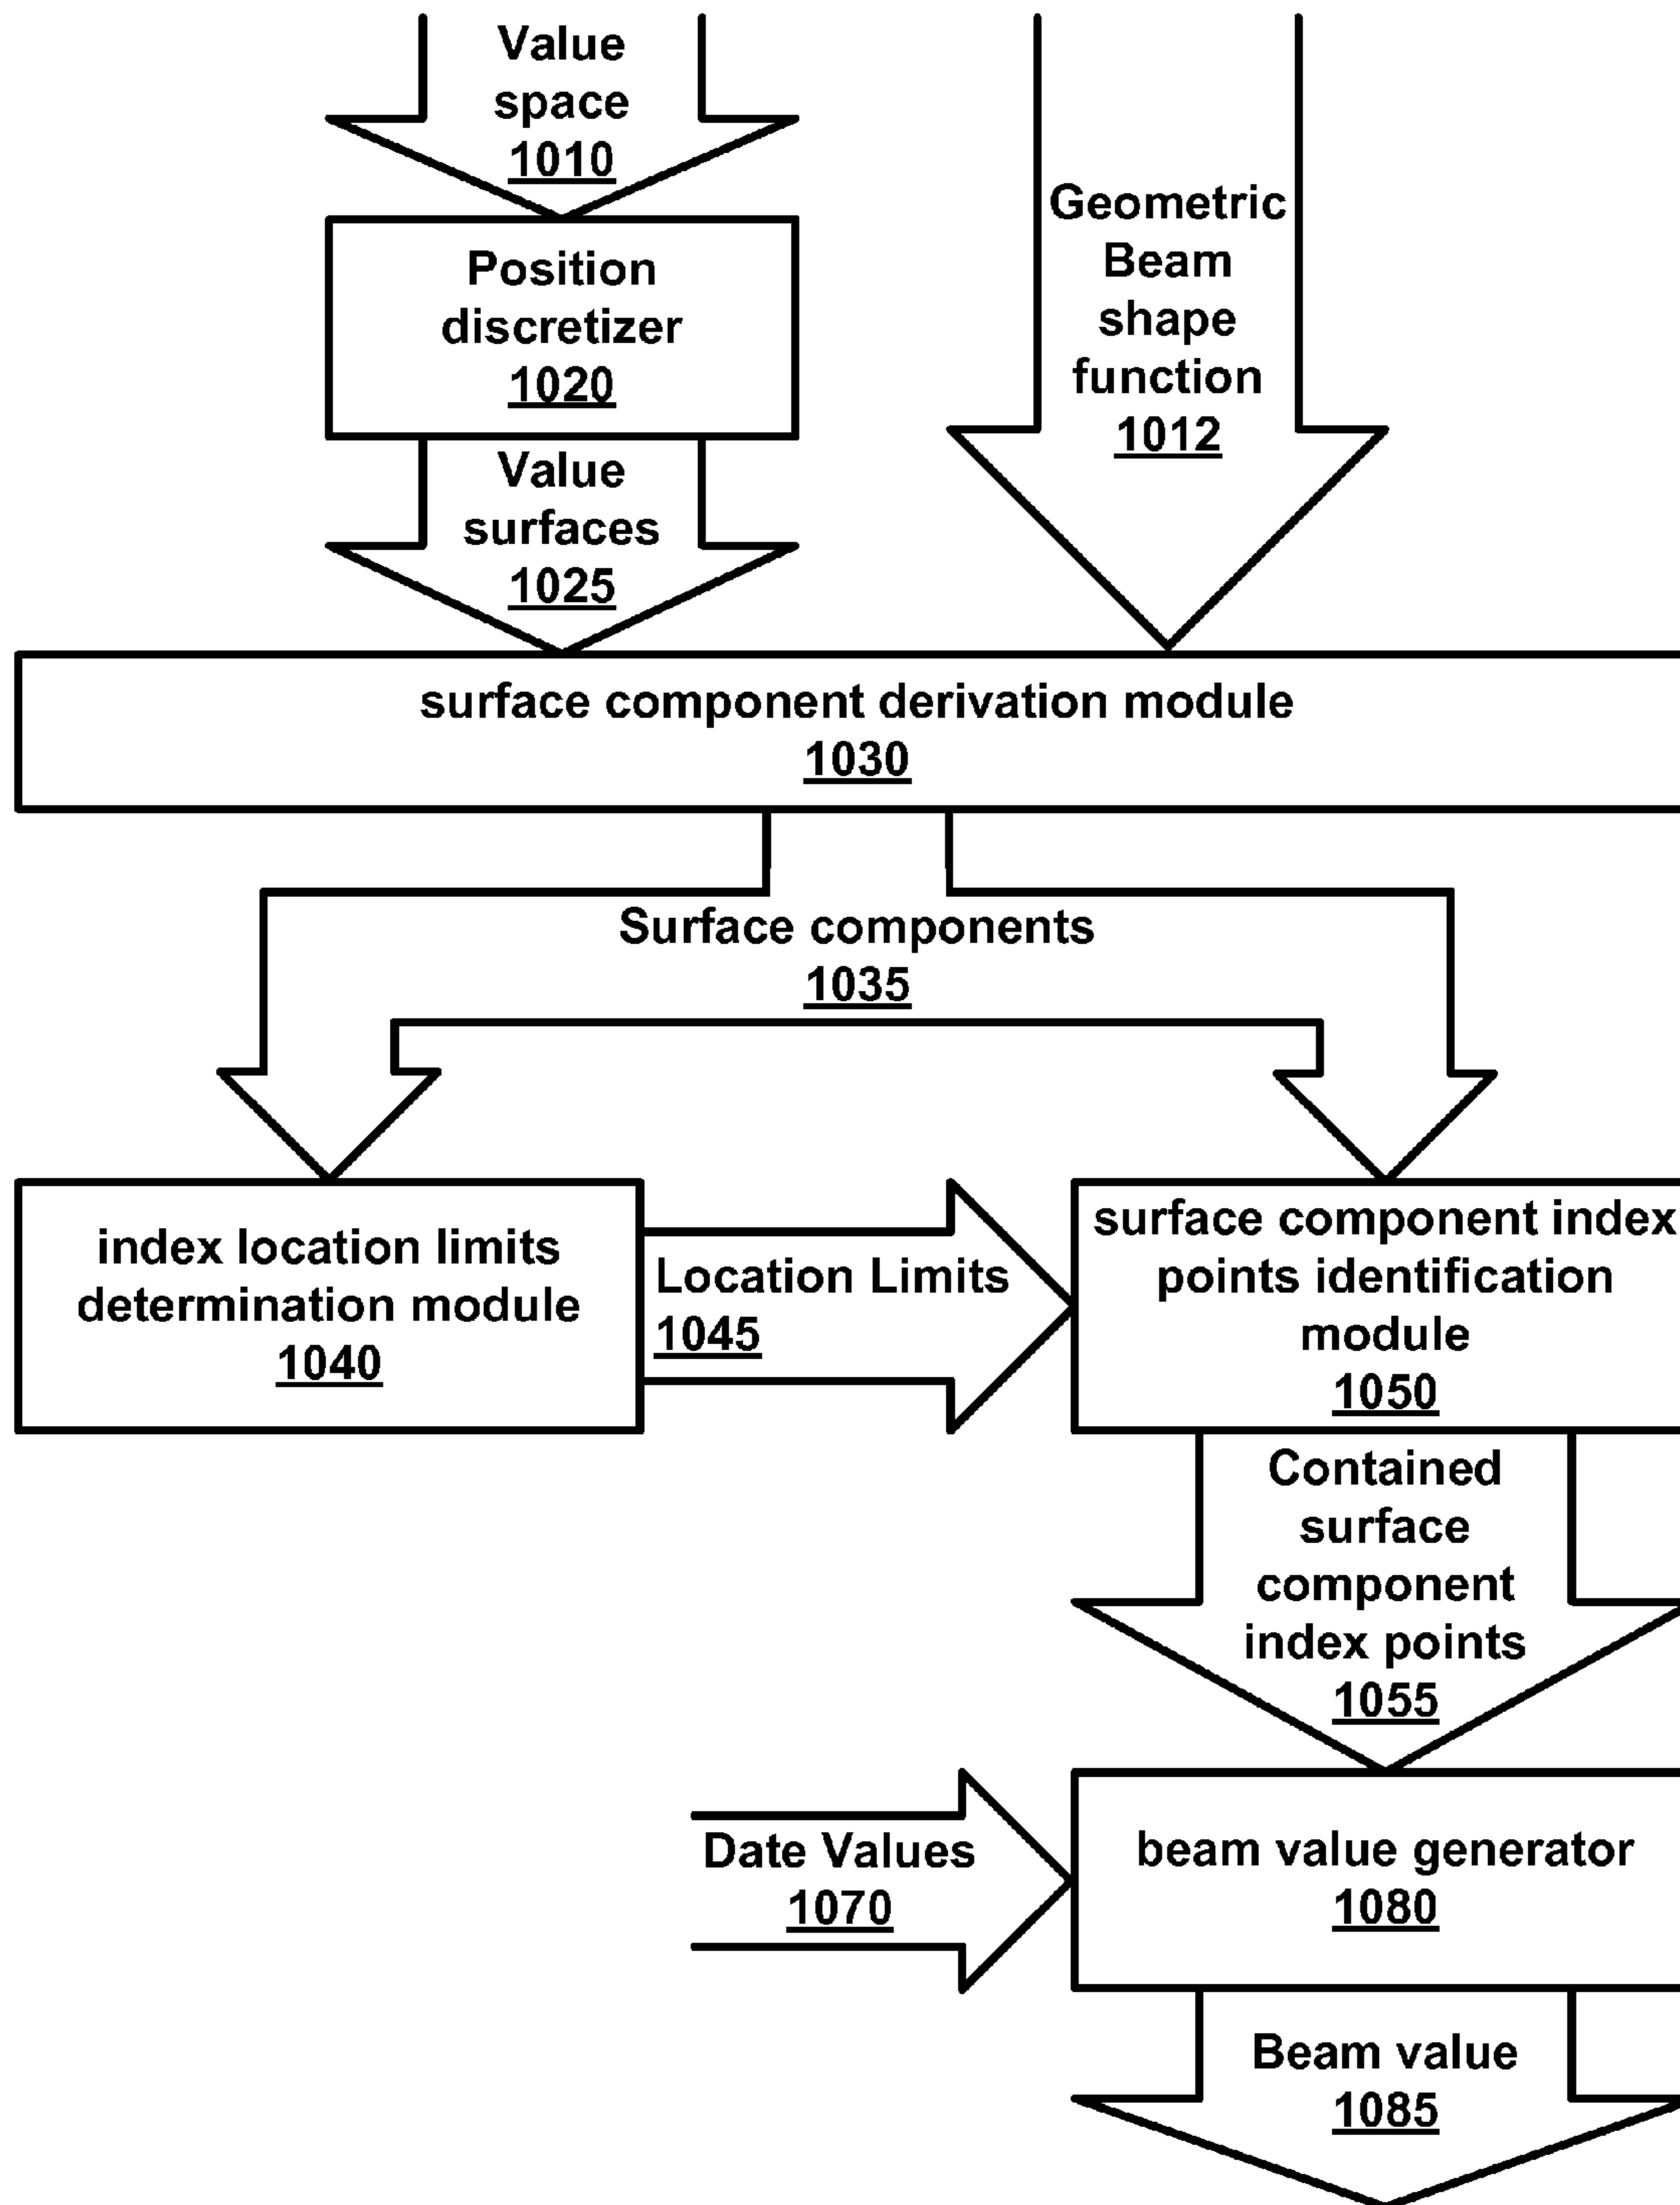 Value
space
1010
Geometric
Beam
shape
function
1012
Position
discretizer
1020
Value
surfaces
1025
surface component derivation module
1030
Surface components
1035
index location limits
determination module
1040
Location Limits
1045
surface component index
points identification
module
1050
Contained
surface
component
index points
1055
Date Values
1070
beam value generator
1080
Beam value
1085